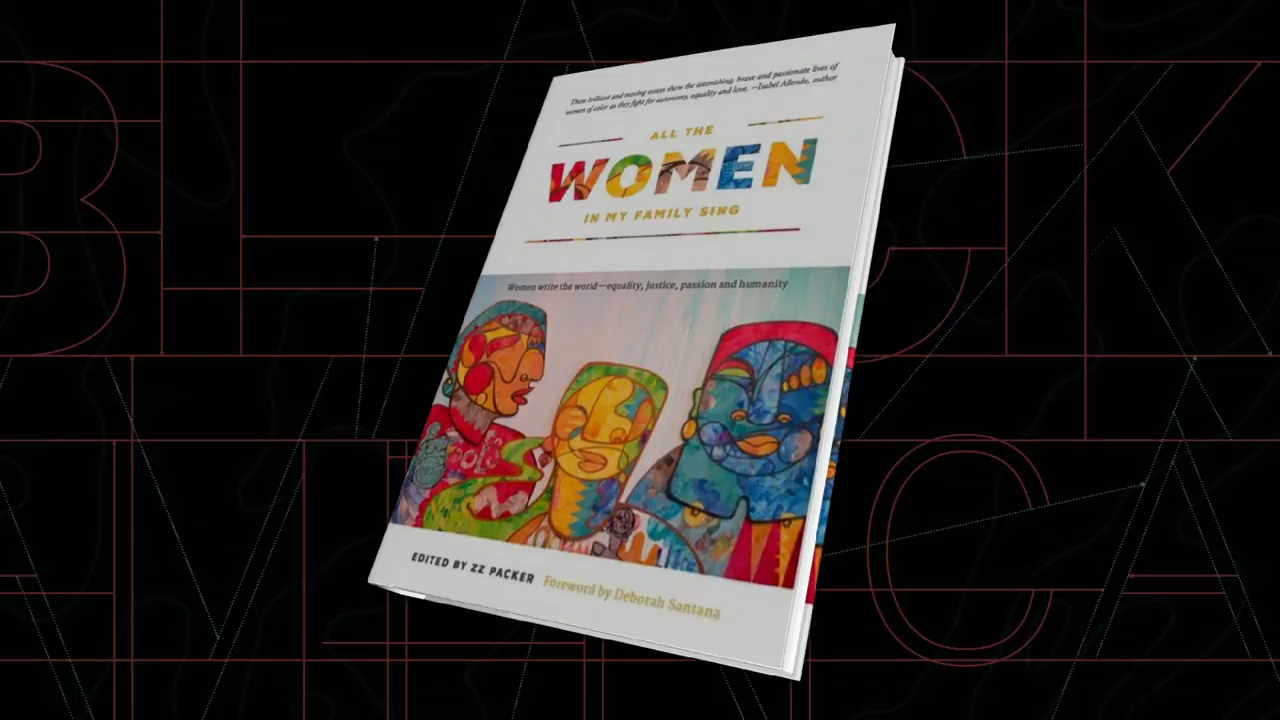 These brilliant and moving essays show the astonishing, brave and passionate lives of
women of color as they fight for autonomy, equality and love. —Isabel Allende, author
ALL THE
WOMEN
IN MY FAMILY SING
Women write the world—equality, justice, passion and humanity
EDITED BY ZZ PACKER Foreword by Deborah Santana